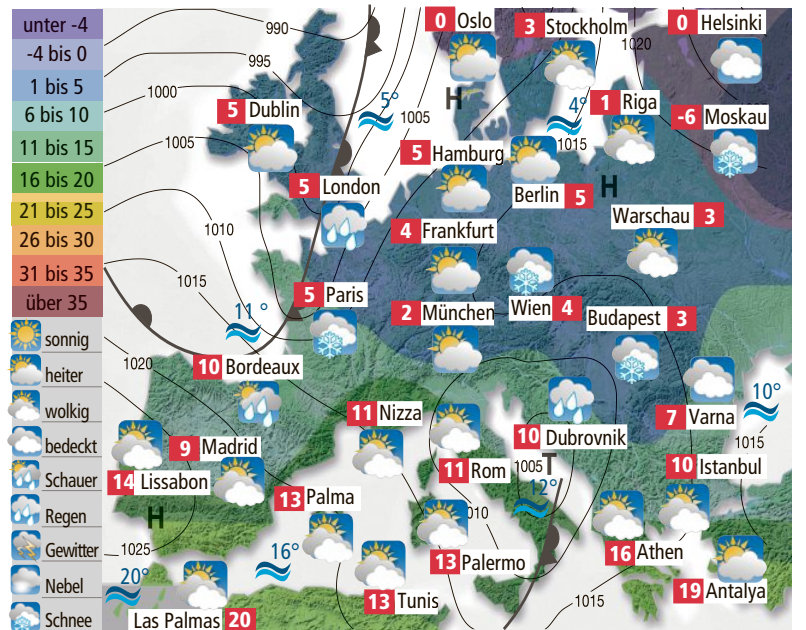 unter -4
-4 bis 0
1 bis 5
6 bis 10
11 bis 15
16 bis 20
21 bis 25
26 bis 30
31 bis 35
über 35
sonnig
heiter
wolkig
bedeckt
Schauer
Regen
Gewitter
Nebel
Schnee
990
995
1000
1005
1010
1015
1020
1025
0 Oslo
3 Stockholm
1020
0 Helsinki
5 Dublin
5°
1005
H
4°
1015
1 Riga
-6 Moskau
5 Hamburg
5 London
Berlin 5
H
4 Frankfurt
Warschau 3
5 Paris
11°
2 München
Wien 4
Budapest 3
10 Bordeaux
11 Nizza
10 Dubrovnik
7 Varna
10°
1015
9 Madrid
14 Lissabon
H
11 Rom
1005
T
12°
10 Istanbul
13 Palma
010
16°
13 Palermo
16 Athen
20°
Las Palmas 20
13 Tunis
1015
19 Antalya